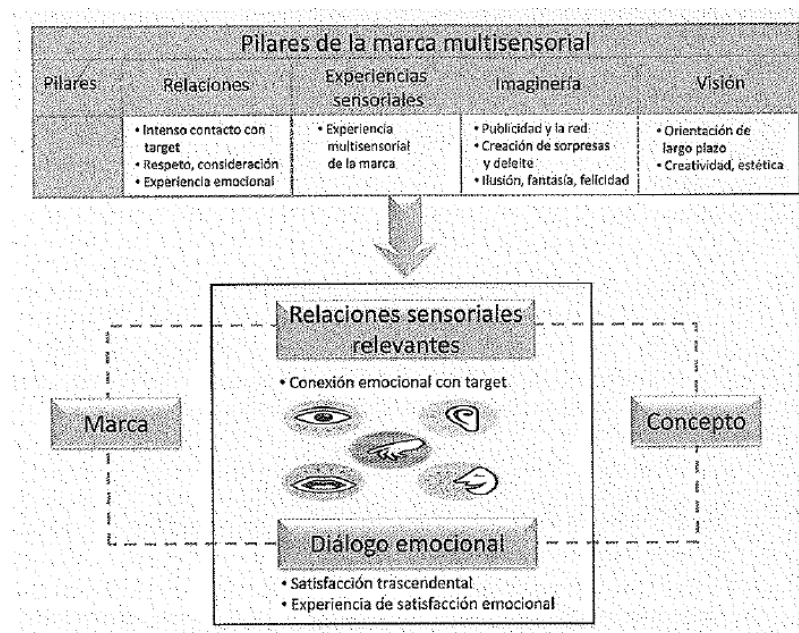 Pilares de la marca multisensorial
Pilares
Relaciones
Experiencias
sensoriales
Imaginería
Visión
• Intenso contacto con
target
• Respeto, consideración
• Experiencia emocional
• Experiencia
multisensorial
de la marca
• Publicidad y la red
• Creación de sorpresas
y deleite
• Ilusión, fantasía, felicidad
• Orientación de
largo plazo
• Creatividad, estética
Relaciones sensoriales
relevantes
• Conexión emocional con target
Marca
Concepto
Diálogo emocional
• Satisfacción trascendental
• Experiencia de satisfacción emocional